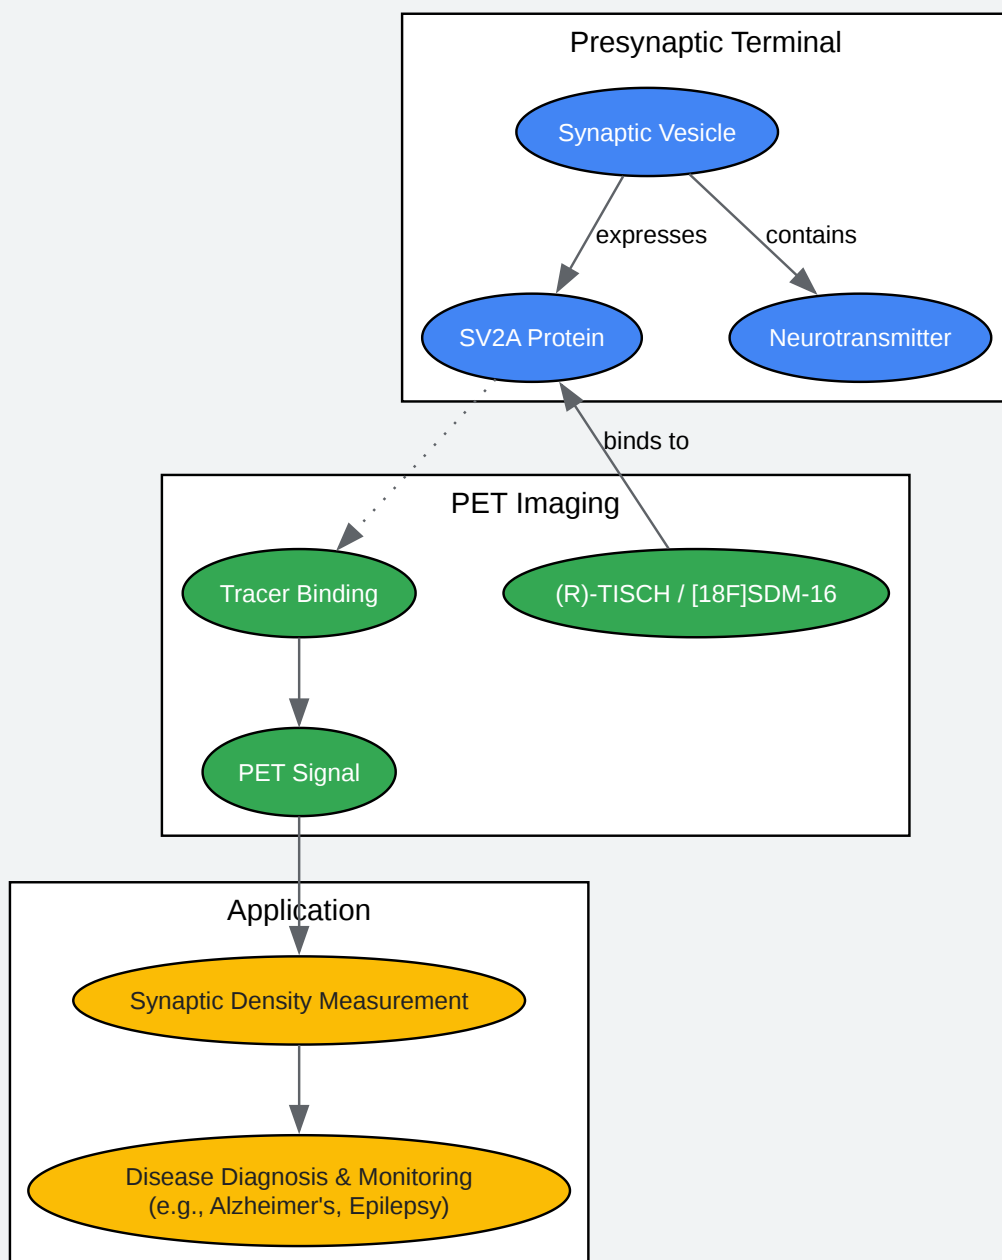 Presynaptic Terminal
Synaptic Vesicle
expresses
contains
SV2A Protein
Neurotransmitter
binds to
PET Imaging
Tracer Binding
(R)-TISCH / [18F]SDM-16
PET Signal
Application
Synaptic Density Measurement
Disease Diagnosis & Monitoring
(e.g., Alzheimer's, Epilepsy)